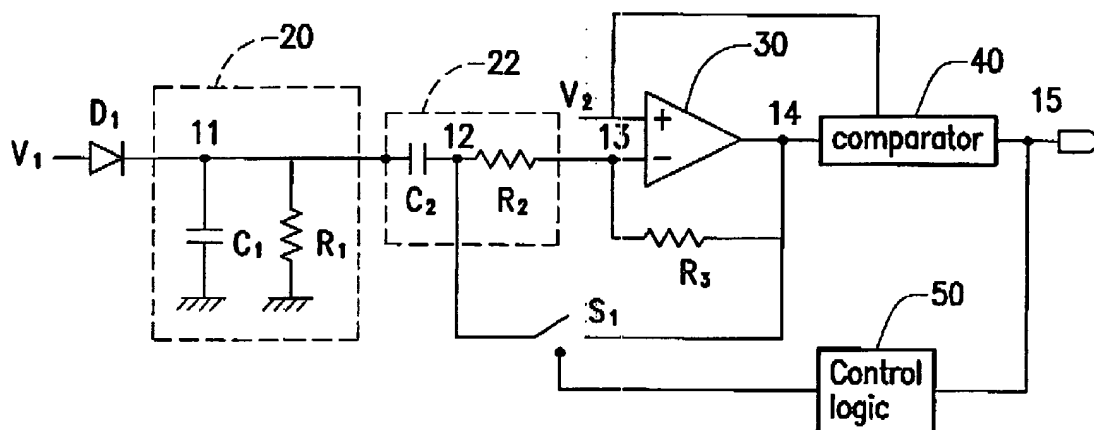 20
22
30
40
V₂
15
D₁
11
12
13
14
+
−
comparator
V₁
C₂
R₂
C₁
R₁
R₃
S₁
50
Control
logic